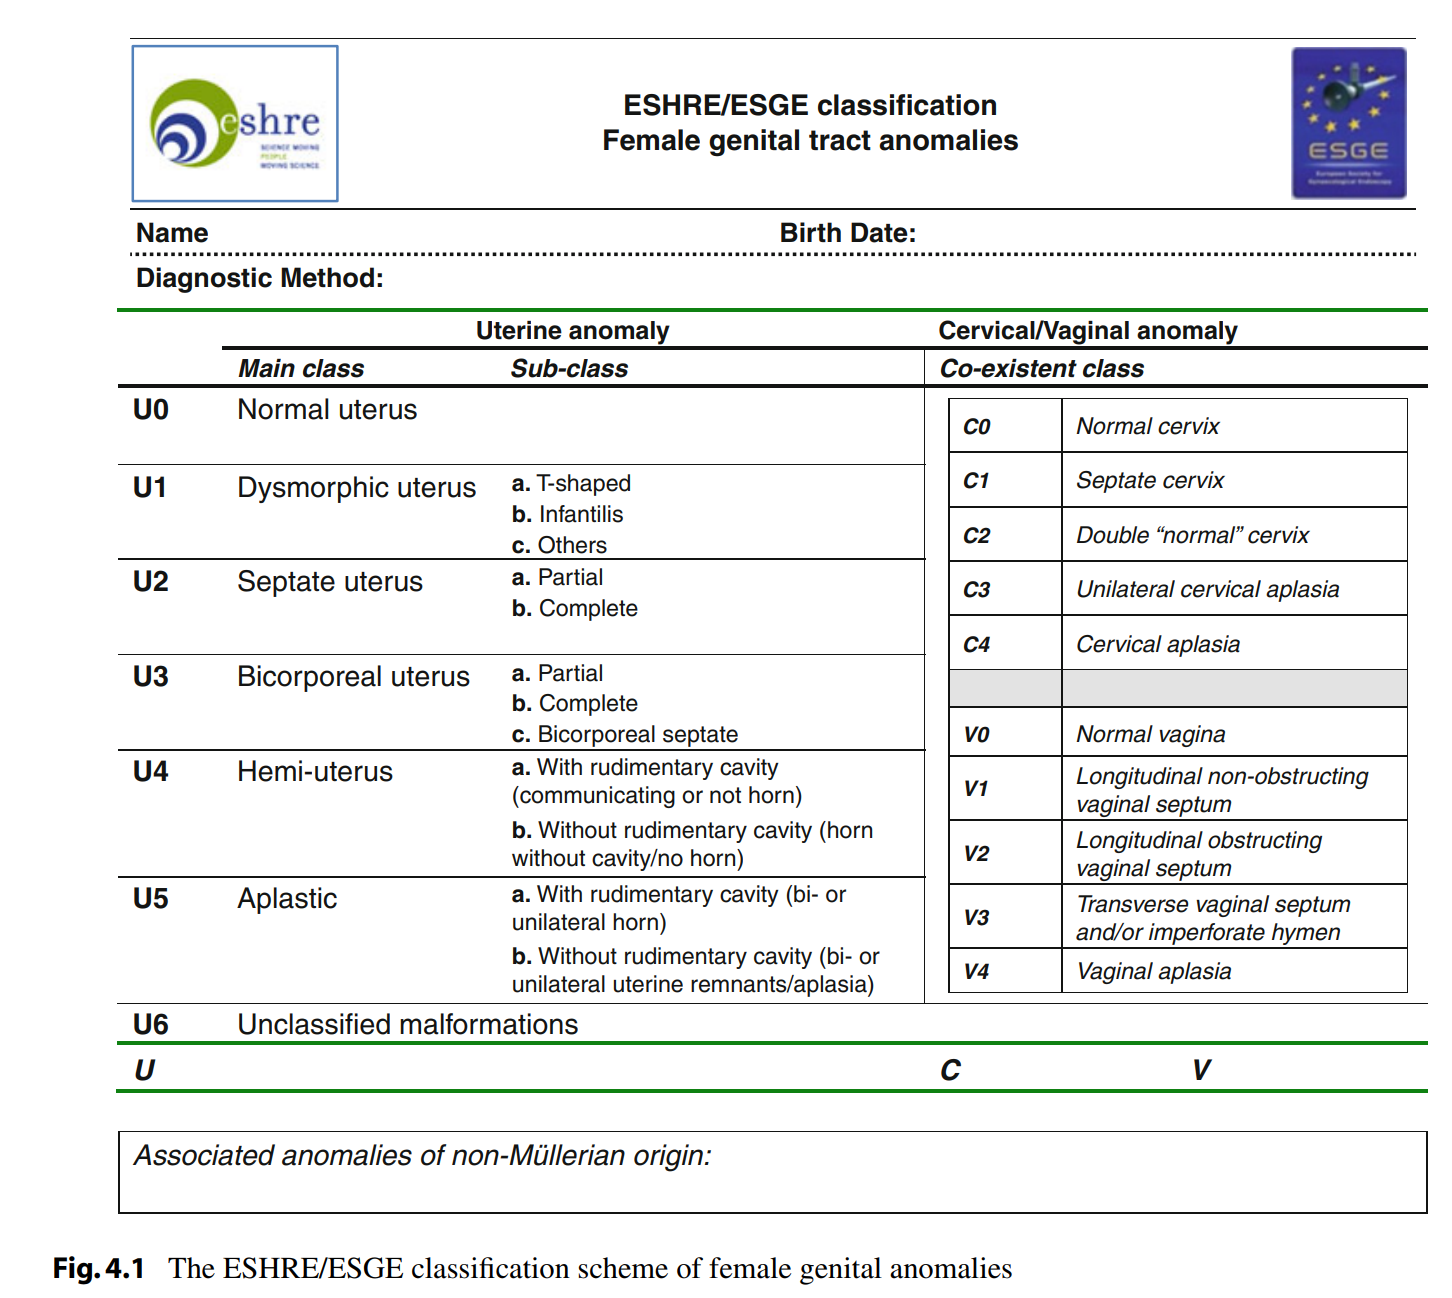 eshre
SCIENCE MOVING
PEOPLE
MOVING SCIENCE
ESHRE/ESGE classification
Female genital tract anomalies
ESGE
European Society for
Gynaecological Endoscopy
Name Birth Date:
Diagnostic Method:
Uterine anomaly Cervical/Vaginal anomaly
Main class Sub-class Co-existent class
U0 Normal uterus
U1 Dysmorphic uterus a. T-shaped
b. Infantilis
c. Others
U2 Septate uterus a. Partial
b. Complete
U3 Bicorporeal uterus a. Partial
b. Complete
c. Bicorporeal septate
U4 Hemi-uterus a. With rudimentary cavity
(communicating or not horn)
b. Without rudimentary cavity (horn
without cavity/no horn)
U5 Aplastic a. With rudimentary cavity (bi- or
unilateral horn)
b. Without rudimentary cavity (bi- or
unilateral uterine remnants/aplasia)
U6 Unclassified malformations
C0 Normal cervix
C1 Septate cervix
C2 Double “normal” cervix
C3 Unilateral cervical aplasia
C4 Cervical aplasia
V0 Normal vagina
V1 Longitudinal non-obstructing
vaginal septum
V2 Longitudinal obstructing
vaginal septum
V3 Transverse vaginal septum
and/or imperforate hymen
V4 Vaginal aplasia
U C V
Associated anomalies of non-Müllerian origin:
Fig. 4.1 The ESHRE/ESGE classification scheme of female genital anomalies